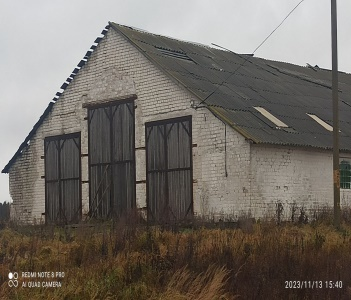 REDMI NOTE 8 PRO
AI QUAD CAMERA
2023/11/13 15:40